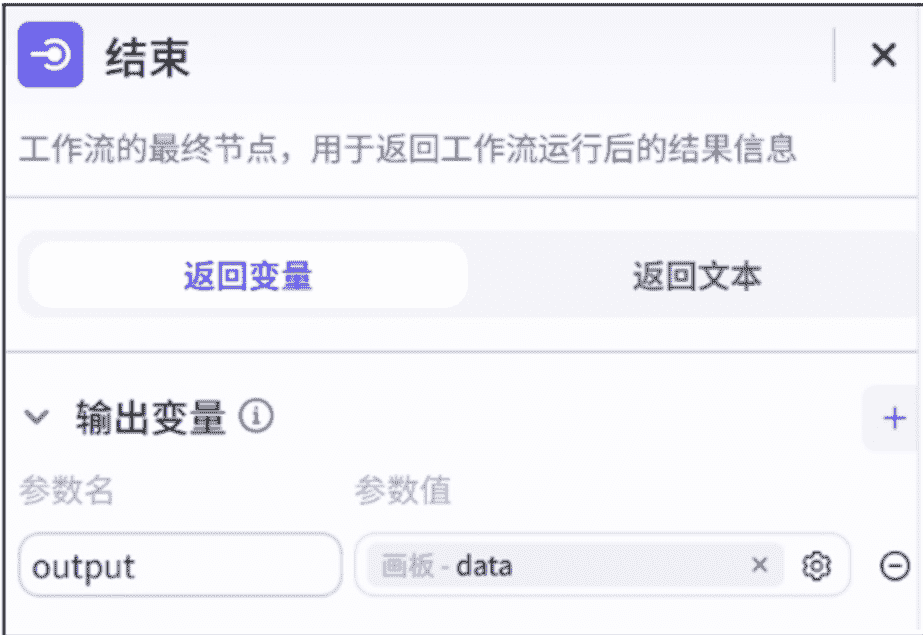 结束
工作流的最终节点，用于返回工作流运行后的结果信息
返回变量 返回文本
输出变量
参数名 参数值
output 画板 - data